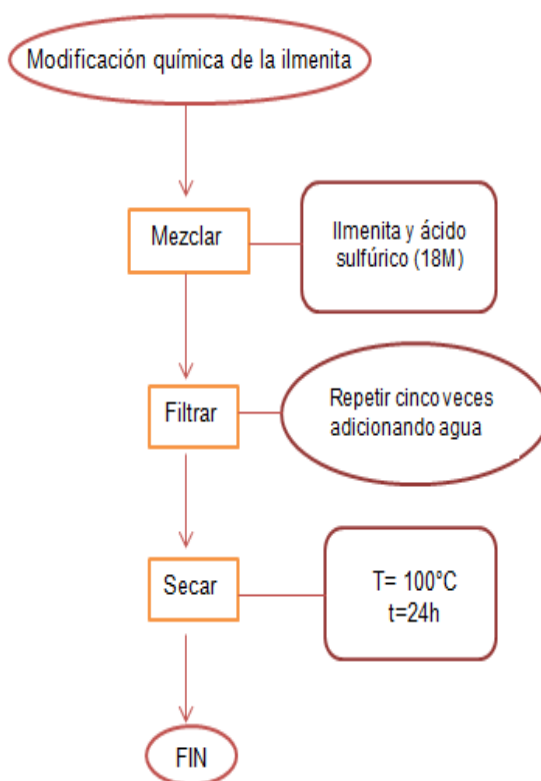 Modificación química de la ilmenita
Mezclar
Ilmenita y ácido
sulfúrico (18M)
Filtrar
Repetir cinco veces
adicionando agua
Secar
T= 100°C
t=24h
FIN